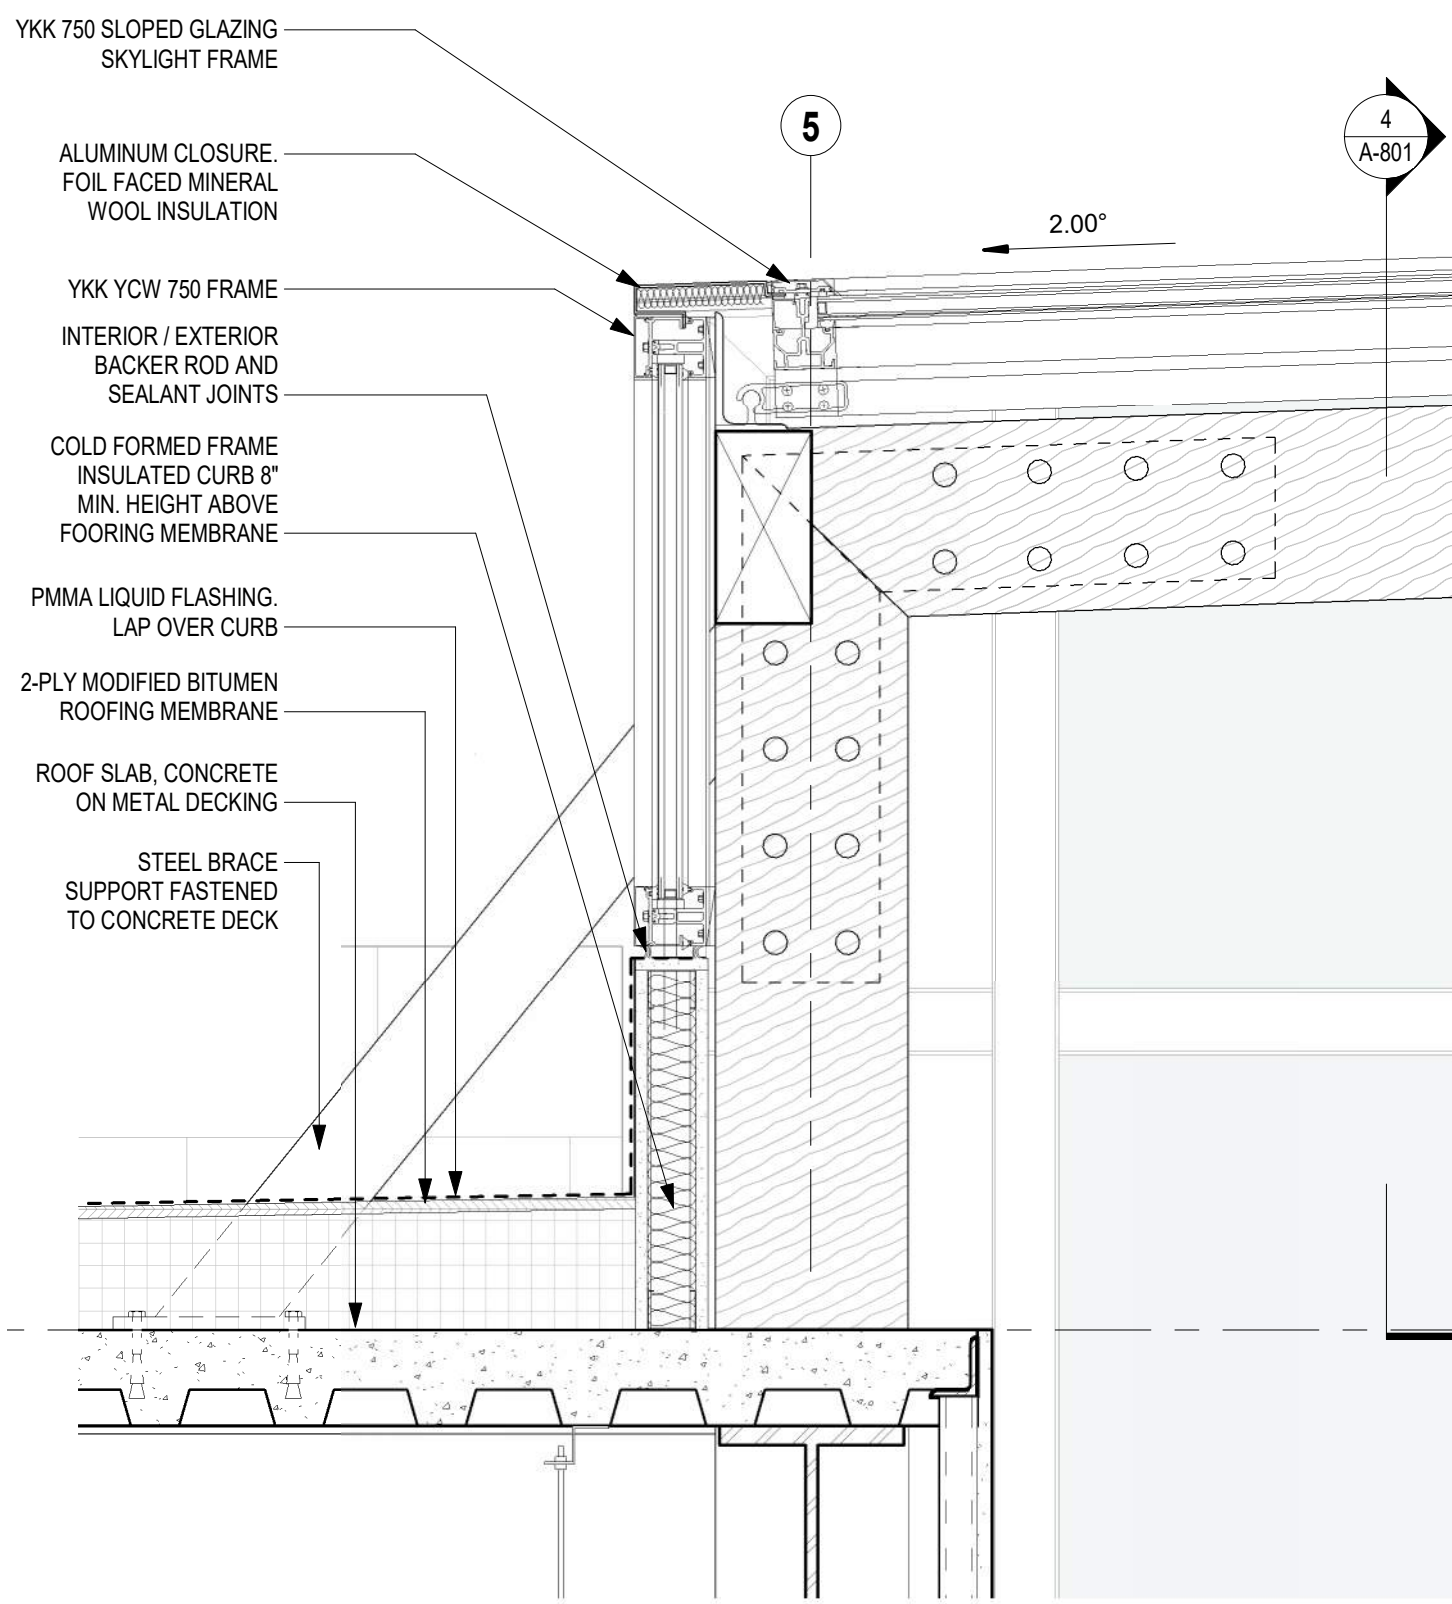 YKK 750 SLOPED GLAZING
SKYLIGHT FRAME
ALUMINUM CLOSURE.
FOIL FACED MINERAL
WOOL INSULATION
YKK YCW 750 FRAME
INTERIOR / EXTERIOR
BACKER ROD AND
SEALANT JOINTS
COLD FORMED FRAME
INSULATED CURB 8"
MIN. HEIGHT ABOVE
FOORING MEMBRANE
PMMA LIQUID FLASHING.
LAP OVER CURB
2-PLY MODIFIED BITUMEN
ROOFING MEMBRANE
ROOF SLAB, CONCRETE
ON METAL DECKING
STEEL BRACE
SUPPORT FASTENED
TO CONCRETE DECK
5
4
A-801
2.00°